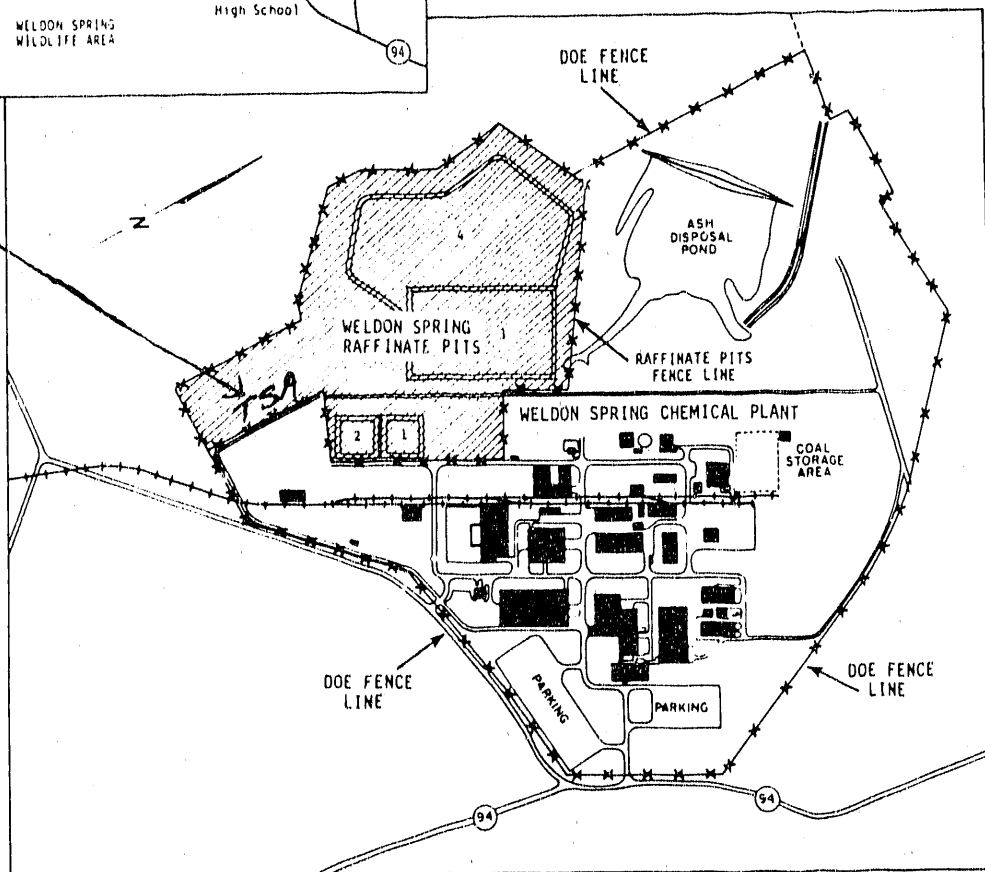 WELDON SPRING
WILDLIFE AREA
High School
94
DOE FENCE
LINE
N
ASH
DISPOSAL
POND
4
WELDON SPRING
RAFFINATE PITS
RAFFINATE PITS
FENCE LINE
TSA
WELDON SPRING CHEMICAL PLANT
2
1
COAL
STORAGE
AREA
DOE FENCE
LINE
DOE FENCE
LINE
PARKING
PARKING
94
94